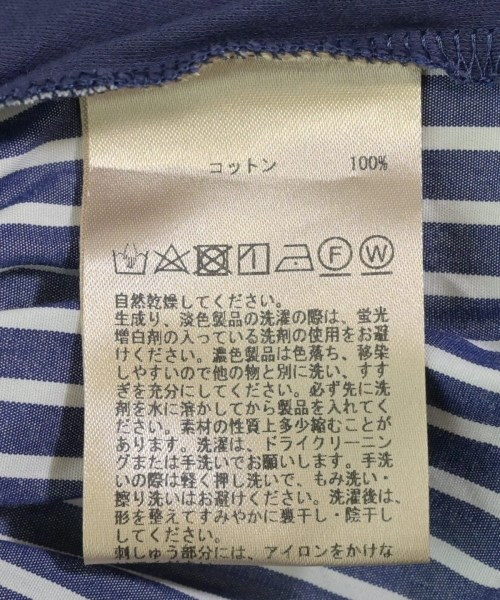 コットン 100%
F W
自然乾燥してください。
生成り、淡色製品の洗濯の際は、蛍光
増白剤の入っている洗剤の使用をお避
けください。濃色製品は色落ち、移染
しやすいので他の物と別に洗い、すす
ぎを充分にしてください。必ず先に洗
剤を水に溶かしてから製品を入れてく
ださい。素材の性質上多少縮むことが
あります。洗濯は、ドライクリーニン
グまたは手洗いでお願いします。手洗
いの際は軽く押し洗いで、もみ洗い・
擦り洗いはお避けください。洗濯後は、
形を整えてすみやかに裏干し・陰干し
してください。
刺しゅう部分には、アイロンをかけな